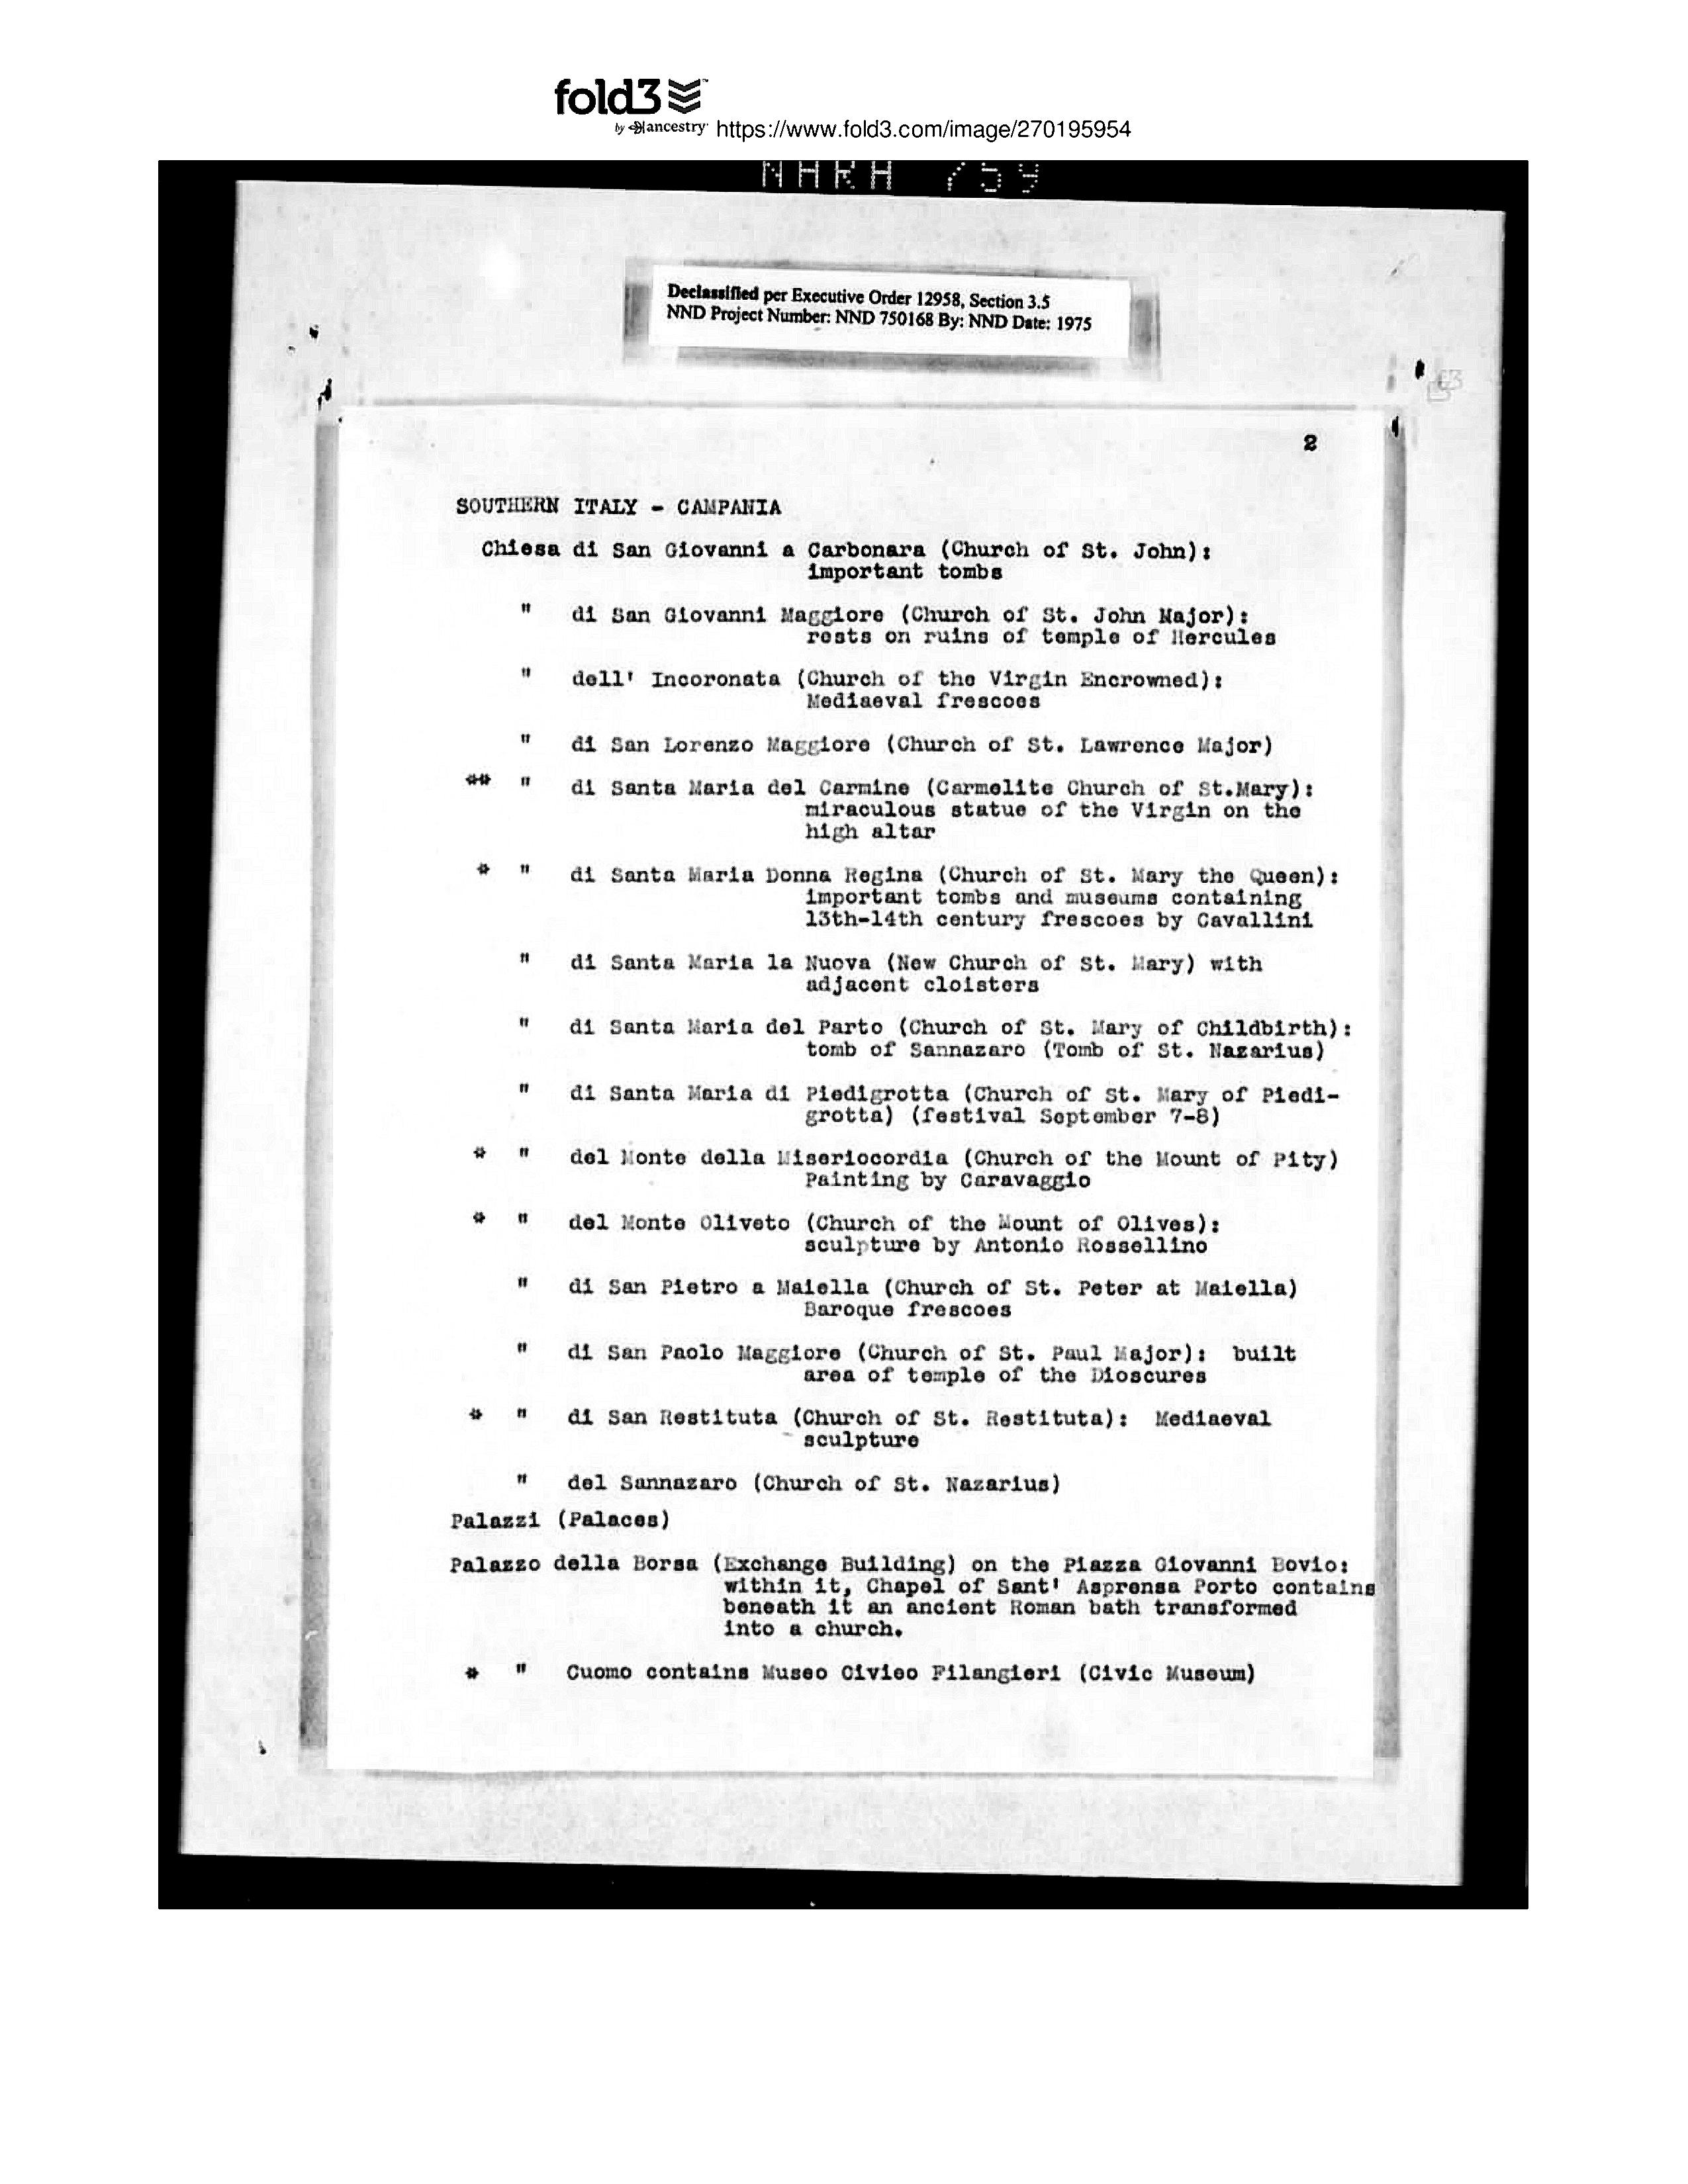 fold3
by ancestry https://www.fold3.com/image/270195954
NARA 759
Declassified per Executive Order 12958, Section 3.5
NND Project Number: NND 750168 By: NND Date: 1975
2
SOUTHERN ITALY - CAMPANIA
Chiesa di San Giovanni a Carbonara (Church of St. John):
important tombs
" di San Giovanni Maggiore (Church of St. John Major):
rests on ruins of temple of Hercules
" dell' Incoronata (Church of the Virgin Encrowned):
Mediaeval frescoes
" di San Lorenzo Maggiore (Church of St. Lawrence Major)
** " di Santa Maria del Carmine (Carmelite Church of St.Mary):
miraculous statue of the Virgin on the
high altar
* " di Santa Maria Donna Regina (Church of St. Mary the Queen):
important tombs and museums containing
13th-14th century frescoes by Cavallini
" di Santa Maria la Nuova (New Church of St. Mary) with
adjacent cloisters
" di Santa Maria del Parto (Church of St. Mary of Childbirth):
tomb of Sannazaro (Tomb of St. Nazarius)
" di Santa Maria di Piedigrotta (Church of St. Mary of Piedi-
grotta) (festival September 7-8)
* " del Monte della Miseriocordia (Church of the Mount of Pity)
Painting by Caravaggio
* " del Monte Oliveto (Church of the Mount of Olives):
sculpture by Antonio Rossellino
" di San Pietro a Maiella (Church of St. Peter at Maiella)
Baroque frescoes
" di San Paolo Maggiore (Church of St. Paul Major): built
area of temple of the Dioscures
* " di San Restituta (Church of St. Restituta): Mediaeval
sculpture
" del Sannazaro (Church of St. Nazarius)
Palazzi (Palaces)
Palazzo della Borsa (Exchange Building) on the Piazza Giovanni Bovio:
within it, Chapel of Sant' Asprensa Porto contains
beneath it an ancient Roman bath transformed
into a church.
* " Cuomo contains Museo Civico Filangieri (Civic Museum)